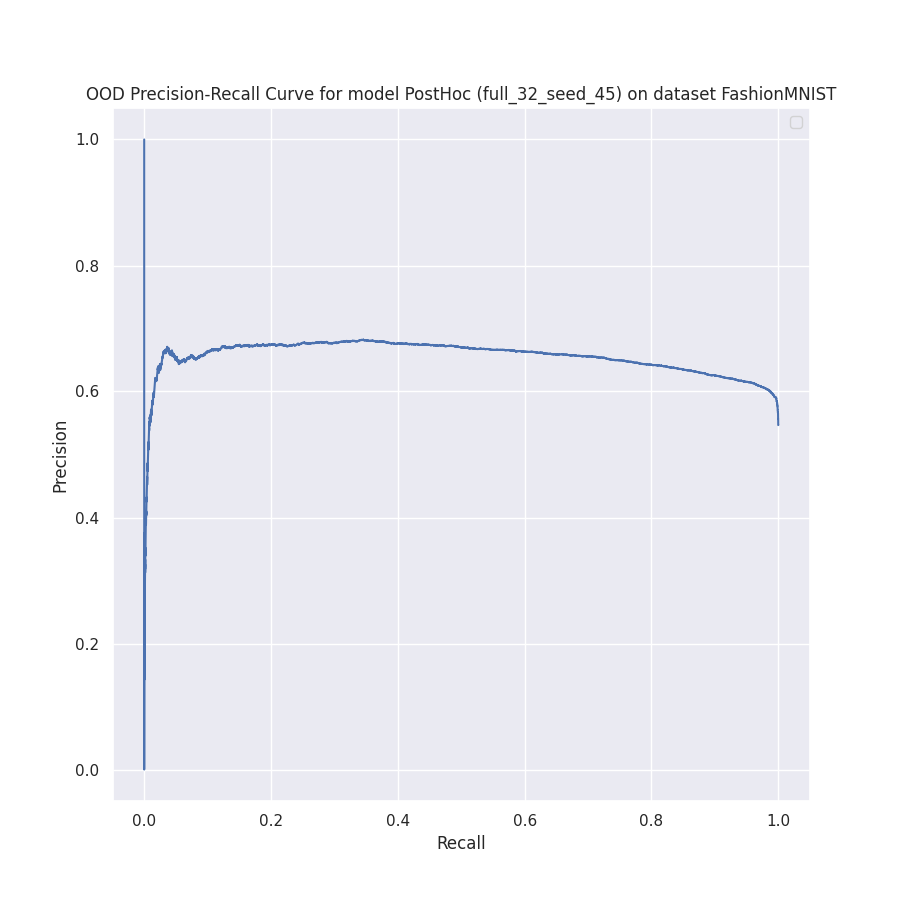 OOD Precision-Recall Curve for model PostHoc (full_32_seed_45) on dataset FashionMNIST
1.0
0.8
0.6
0.4
0.2
0.0
Precision
0.0 0.2 0.4 0.6 0.8 1.0
Recall